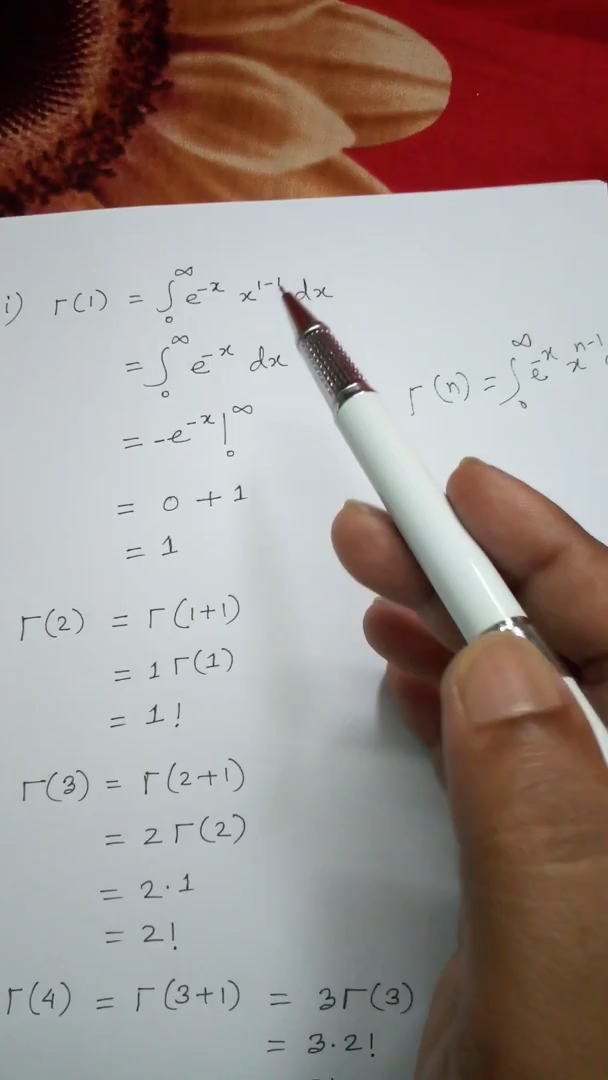 i) Γ(1) = ∫₀^∞ e^{-x} x^{1-1} dx
= ∫₀^∞ e^{-x} dx
Γ(n) = ∫₀^∞ e^{-x} x^{n-1}
= -e^{-x} |₀^∞
= 0 + 1
= 1
Γ(2) = Γ(1+1)
= 1 Γ(1)
= 1!
Γ(3) = Γ(2+1)
= 2 Γ(2)
= 2·1
= 2!
Γ(4) = Γ(3+1) = 3Γ(3)
= 3·2!